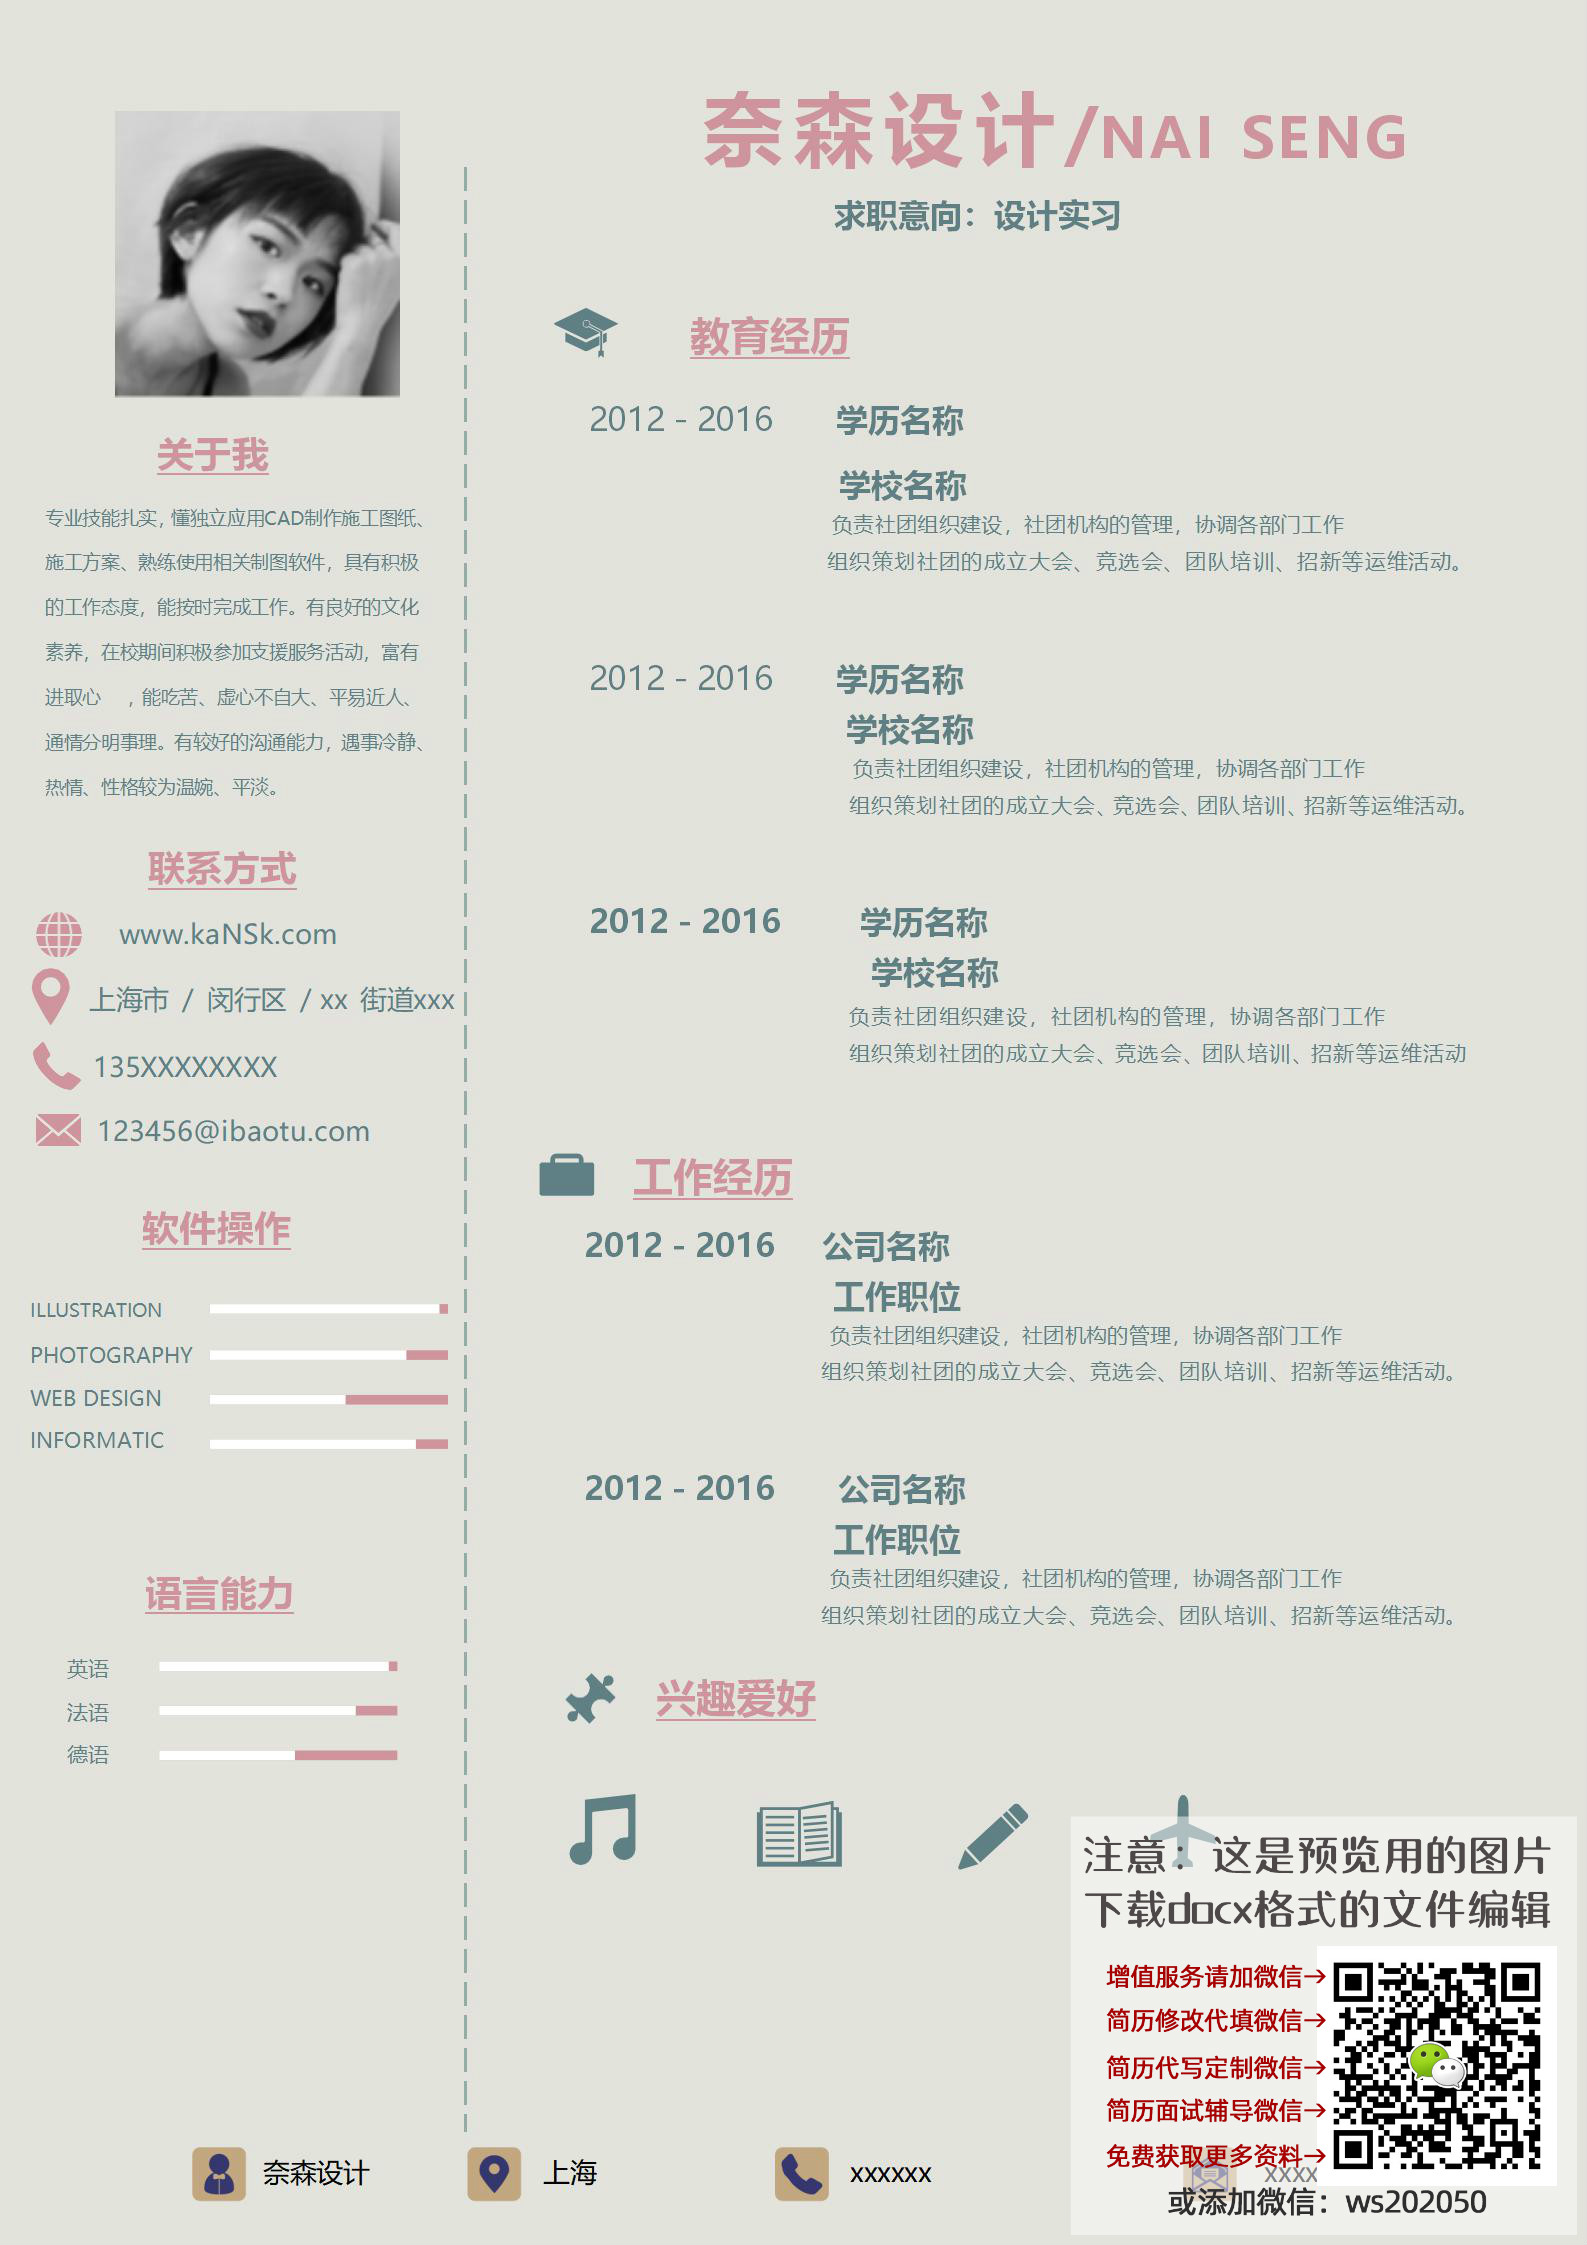 奈森设计/NAI SENG
求职意向：设计实习
关于我
专业技能扎实，懂独立应用CAD制作施工图纸、
施工方案、熟练使用相关制图软件，具有积极
的工作态度，能按时完成工作。有良好的文化
素养，在校期间积极参加支援服务活动，富有
进取心 ，能吃苦、虚心不自大、平易近人、
通情分明事理。有较好的沟通能力，遇事冷静、
热情、性格较为温婉、平淡。
联系方式
www.kaNSk.com
上海市 / 闵行区 / xx 街道xxx
135XXXXXXXX
123456@ibaotu.com
软件操作
ILLUSTRATION
PHOTOGRAPHY
WEB DESIGN
INFORMATIC
语言能力
英语
法语
德语
教育经历
2012 - 2016 学历名称
学校名称
负责社团组织建设，社团机构的管理，协调各部门工作
组织策划社团的成立大会、竞选会、团队培训、招新等运维活动。
2012 - 2016 学历名称
学校名称
负责社团组织建设，社团机构的管理，协调各部门工作
组织策划社团的成立大会、竞选会、团队培训、招新等运维活动。
2012 - 2016 学历名称
学校名称
负责社团组织建设，社团机构的管理，协调各部门工作
组织策划社团的成立大会、竞选会、团队培训、招新等运维活动
工作经历
2012 - 2016 公司名称
工作职位
负责社团组织建设，社团机构的管理，协调各部门工作
组织策划社团的成立大会、竞选会、团队培训、招新等运维活动。
2012 - 2016 公司名称
工作职位
负责社团组织建设，社团机构的管理，协调各部门工作
组织策划社团的成立大会、竞选会、团队培训、招新等运维活动。
兴趣爱好
注意：这是预览用的图片
下载docx格式的文件编辑
增值服务请加微信→
简历修改代填微信→
简历代写定制微信→
简历面试辅导微信→
免费获取更多资料→
或添加微信：ws202050
奈森设计
上海
xxxxxx
xxxx